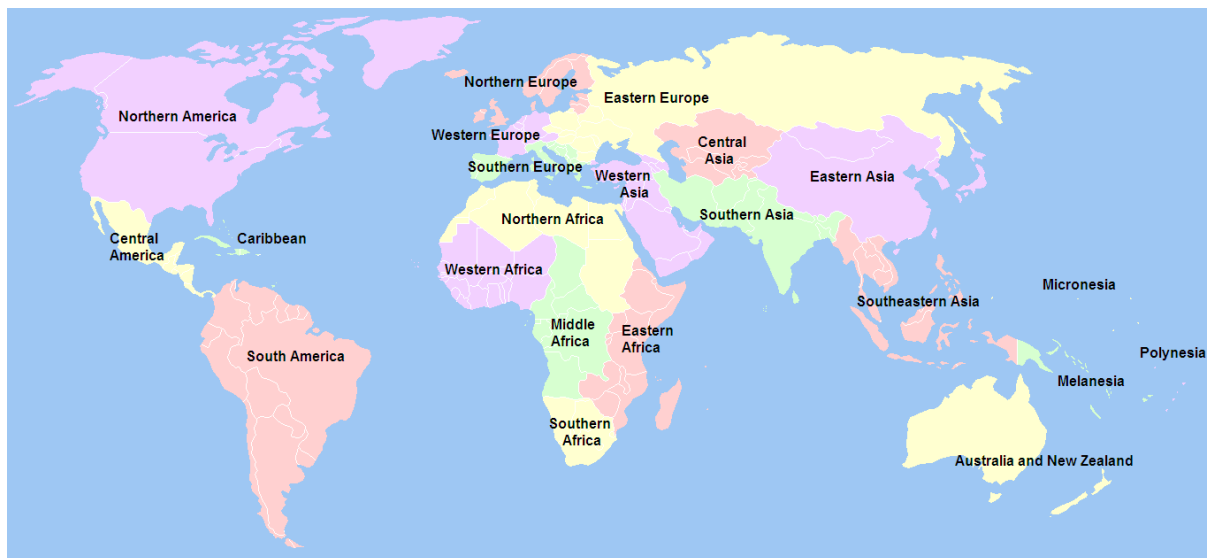 Northern Europe
Eastern Europe
Northern America
Western Europe
Central
Asia
Southern Europe
Western
Asia
Eastern Asia
Northern Africa
Southern Asia
Central
America
Caribbean
Western Africa
Micronesia
Southeastern Asia
Middle
Africa
Eastern
Africa
South America
Polynesia
Melanesia
Southern
Africa
Australia and New Zealand